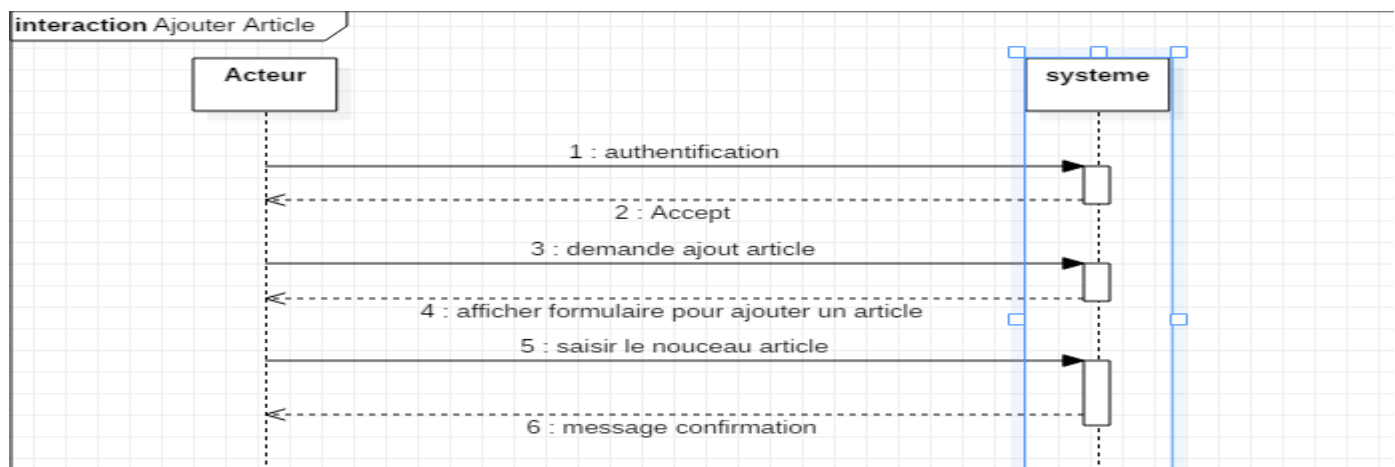 interaction Ajouter Article
Acteur
systeme
1 : authentification
2 : Accept
3 : demande ajout article
4 : afficher formulaire pour ajouter un article
5 : saisir le nouceau article
6 : message confirmation